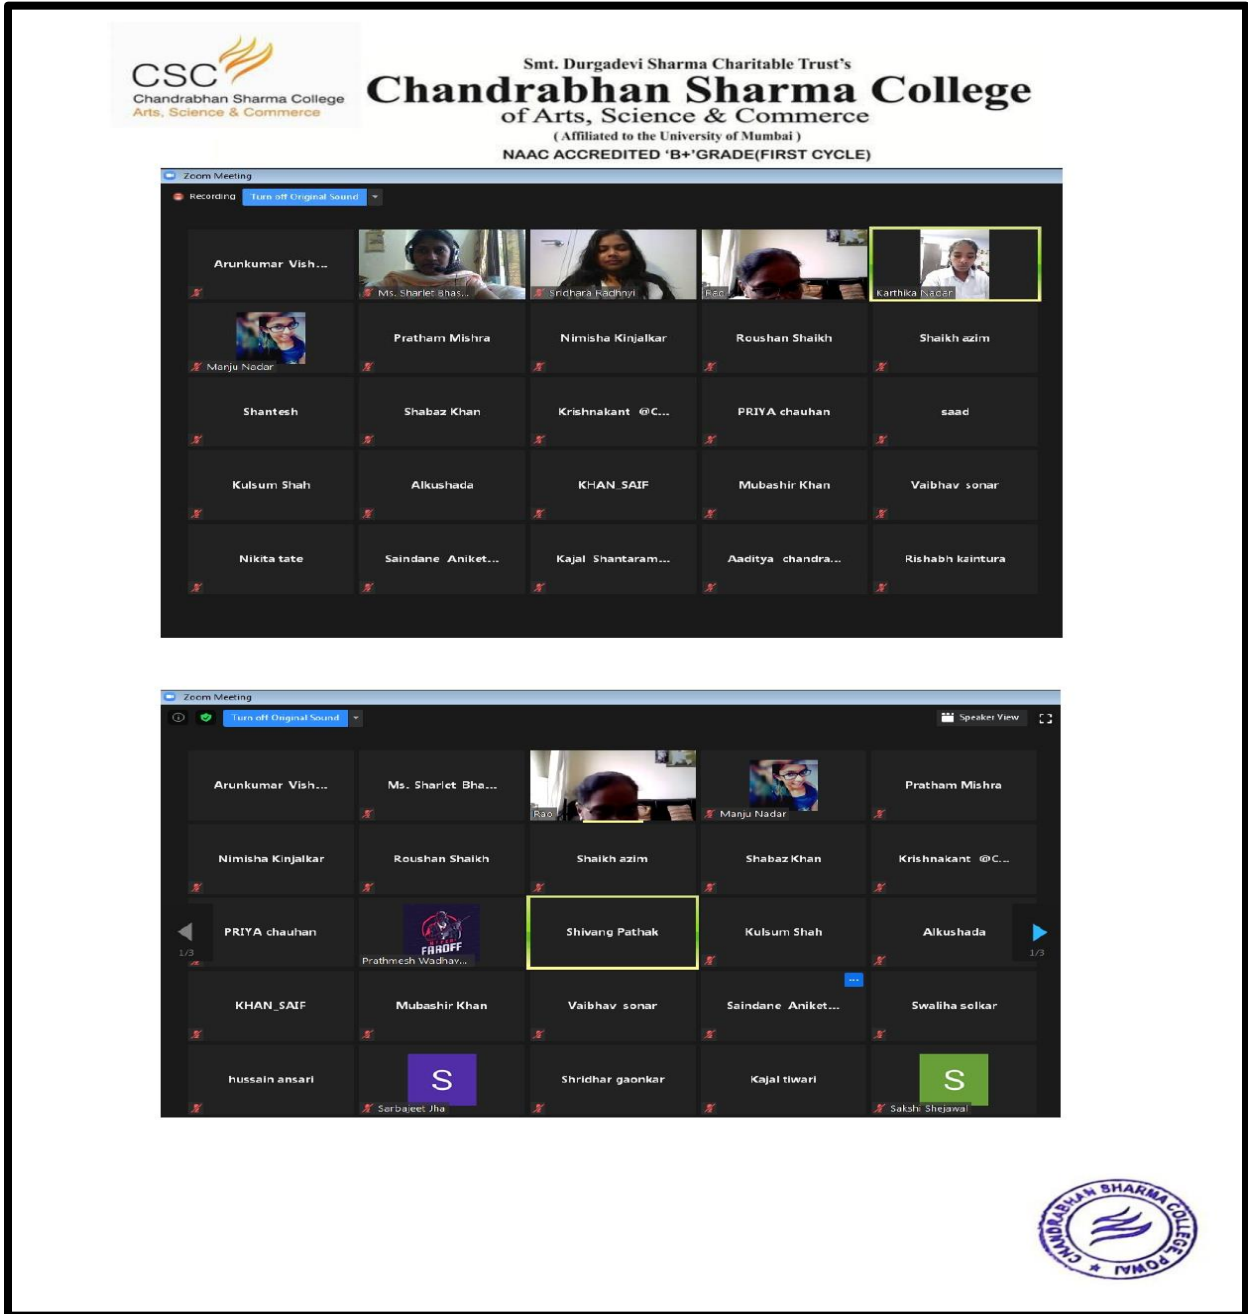 CSC
Chandrabhan Sharma College
Arts, Science & Commerce
Smt. Durgadevi Sharma Charitable Trust's
Chandrabhan Sharma College
of Arts, Science & Commerce
( Affiliated to the University of Mumbai )
NAAC ACCREDITED ‘B+’GRADE(FIRST CYCLE)
Zoom Meeting
Recording Turn off Original Sound
Arunkumar Vish... Ms. Sharlet Bhas... Sridhara Radhnyi Rao Karthika Nadar
Manju Nadar Pratham Mishra Nimisha Kinjalkar Roushan Shaikh Shaikh azim
Shantesh Shabaz Khan Krishnakant @C... PRIYA chauhan saad
Kulsum Shah Alkushada KHAN_SAIF Mubashir Khan Vaibhav sonar
Nikita tate Saindane Aniket... Kajal Shantaram... Aaditya chandra... Rishabh kaintura
Zoom Meeting
Turn off Original Sound Speaker View
Arunkumar Vish... Ms. Sharlet Bha... Rao Manju Nadar Pratham Mishra
Nimisha Kinjalkar Roushan Shaikh Shaikh azim Shabaz Khan Krishnakant @C...
PRIYA chauhan FAROFF Prathmesh Wadhav... Shivang Pathak Kulsum Shah Alkushada
1/3 1/3
KHAN_SAIF Mubashir Khan Vaibhav sonar Saindane Aniket... Swaliha solkar
hussain ansari S Sarbajeet Jha Shridhar gaonkar Kajal tiwari S Sakshi Shejawal
CHANDRABHAN SHARMA COLLEGE, POWAI